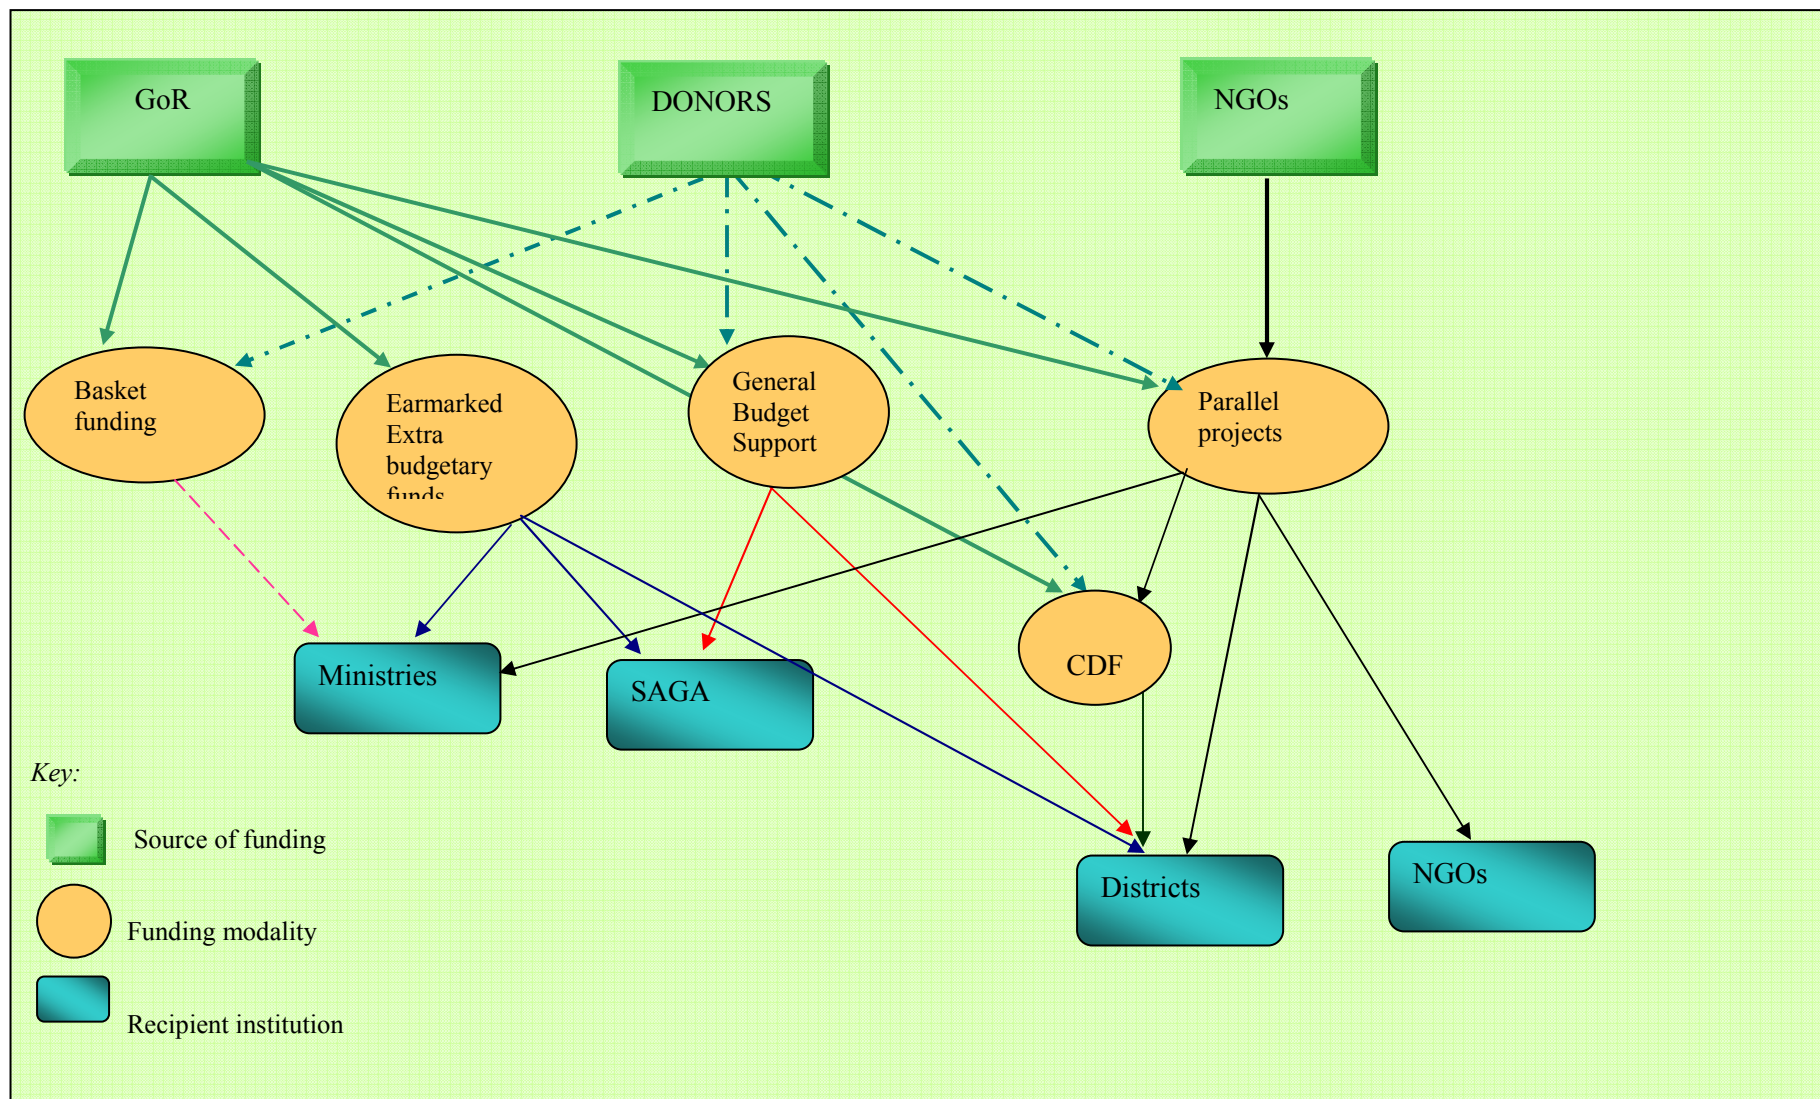 GoR
DONORS
NGOs
Basket
funding
Earmarked
Extra
budgetary
funds
General
Budget
Support
Parallel
projects
Ministries
SAGA
CDF
Districts
NGOs
Key:
Source of funding
Funding modality
Recipient institution